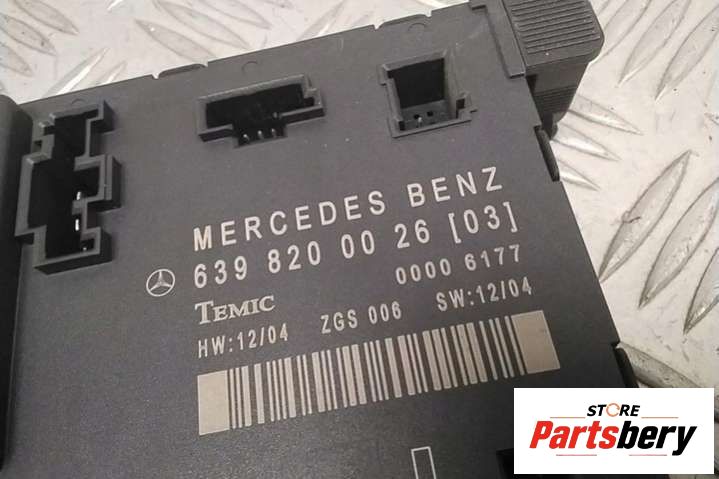 MERCEDES BENZ
639 820 00 26 [03]
TEMIC 0000 6177
HW:12/04 ZGS 006 SW:12/04
STORE
Partsbery